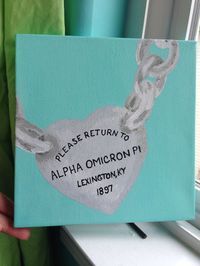 PLEASE RETURN TO
ALPHA OMICRON PI
LEXINGTON, KY
1897